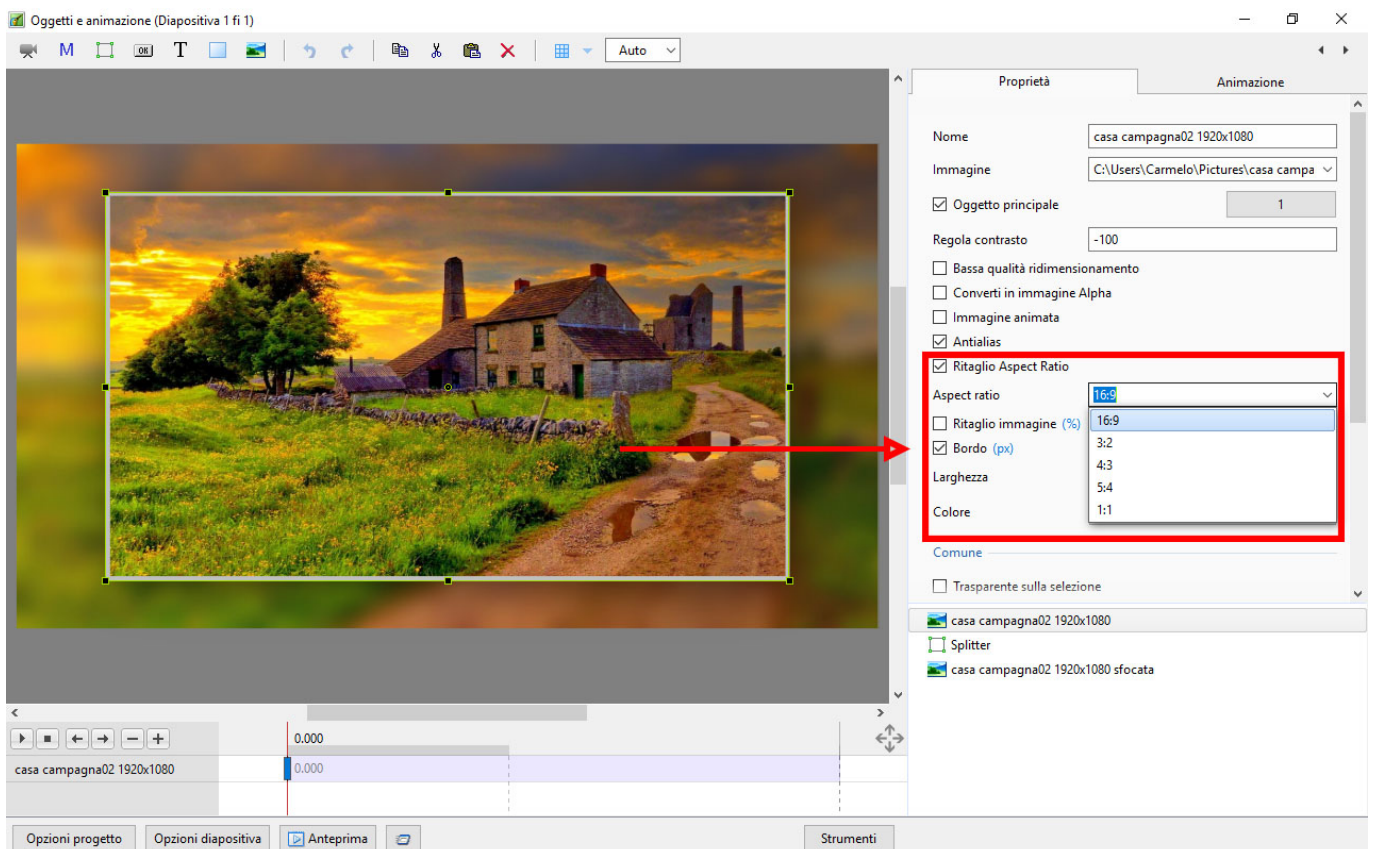 Oggetti e animazione (Diapositiva 1 fi 1)
M OK T Auto
Proprietà Animazione
Nome casa campagna02 1920x1080
Immagine C:\Users\Carmelo\Pictures\casa campa
Oggetto principale 1
Regola contrasto -100
Bassa qualità ridimensionamento
Converti in immagine Alpha
Immagine animata
Antialias
Ritaglio Aspect Ratio
Aspect ratio 16:9
Ritaglio immagine (%) 16:9
3:2
Bordo (px)
4:3
Larghezza
5:4
Colore 1:1
Comune
Trasparente sulla selezione
casa campagna02 1920x1080
Splitter
casa campagna02 1920x1080 sfocata
0.000
casa campagna02 1920x1080 0.000
Opzioni progetto Opzioni diapositiva Anteprima Strumenti